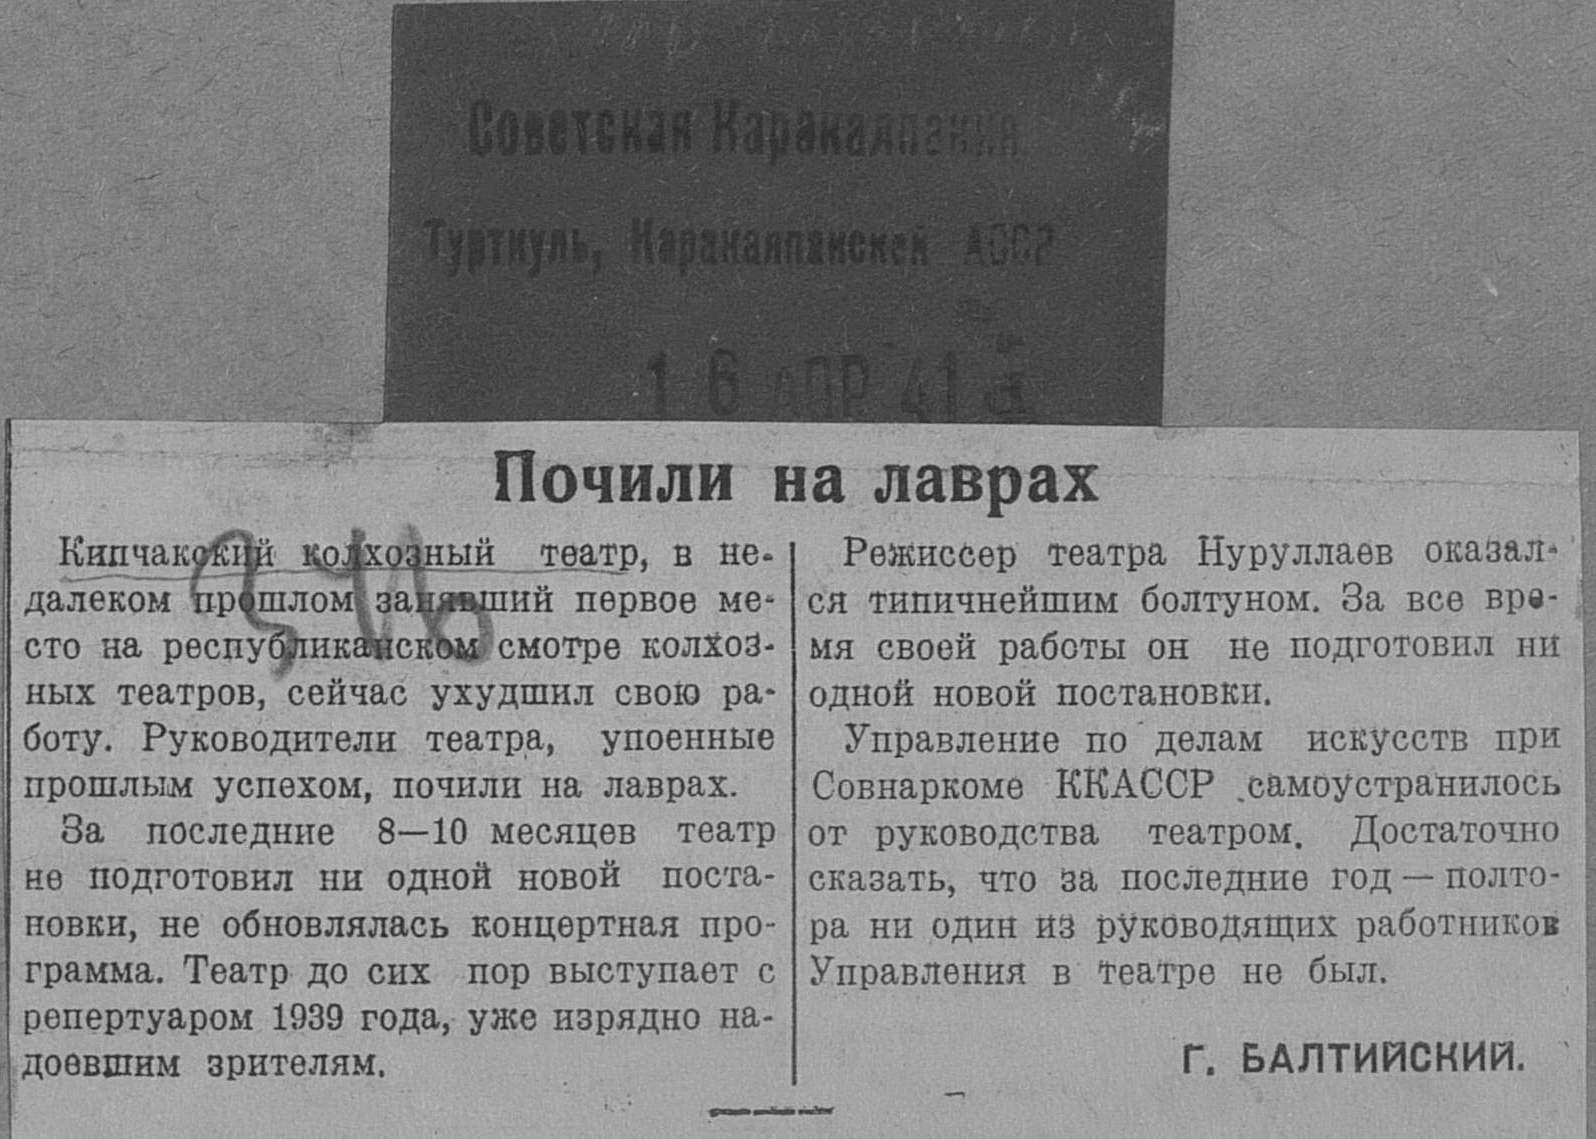 Советская Каракалпакия
Турткуль, Каракалпакской АССР
16 АПР 41
Почили на лаврах
Кипчакский колхозный театр, в не-
далеком прошлом занявший первое ме-
сто на республиканском смотре колхоз-
ных театров, сейчас ухудшил свою ра-
боту. Руководители театра, упоенные
прошлым успехом, почили на лаврах.
За последние 8—10 месяцев театр
не подготовил ни одной новой поста-
новки, не обновлялась концертная про-
грамма. Театр до сих пор выступает с
репертуаром 1939 года, уже изрядно на-
доевшим зрителям.
Режиссер театра Нуруллаев оказал-
ся типичнейшим болтуном. За все вре-
мя своей работы он не подготовил ни
одной новой постановки.
Управление по делам искусств при
Совнаркоме ККАССР самоустранилось
от руководства театром. Достаточно
сказать, что за последние год — полто-
ра ни один из руководящих работников
Управления в театре не был.
Г. БАЛТИЙСКИЙ.